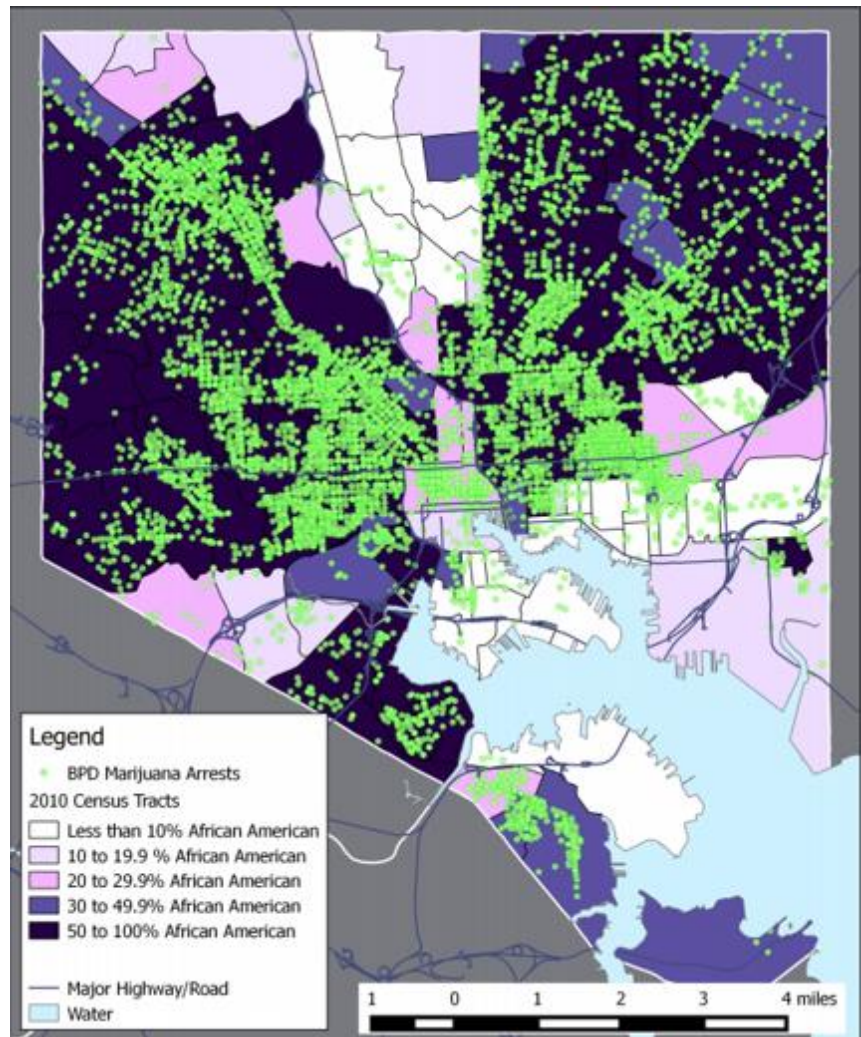 Legend
BPD Marijuana Arrests
2010 Census Tracts
Less than 10% African American
10 to 19.9 % African American
20 to 29.9% African American
30 to 49.9% African American
50 to 100% African American
Major Highway/Road
Water
1 0 1 2 3 4 miles